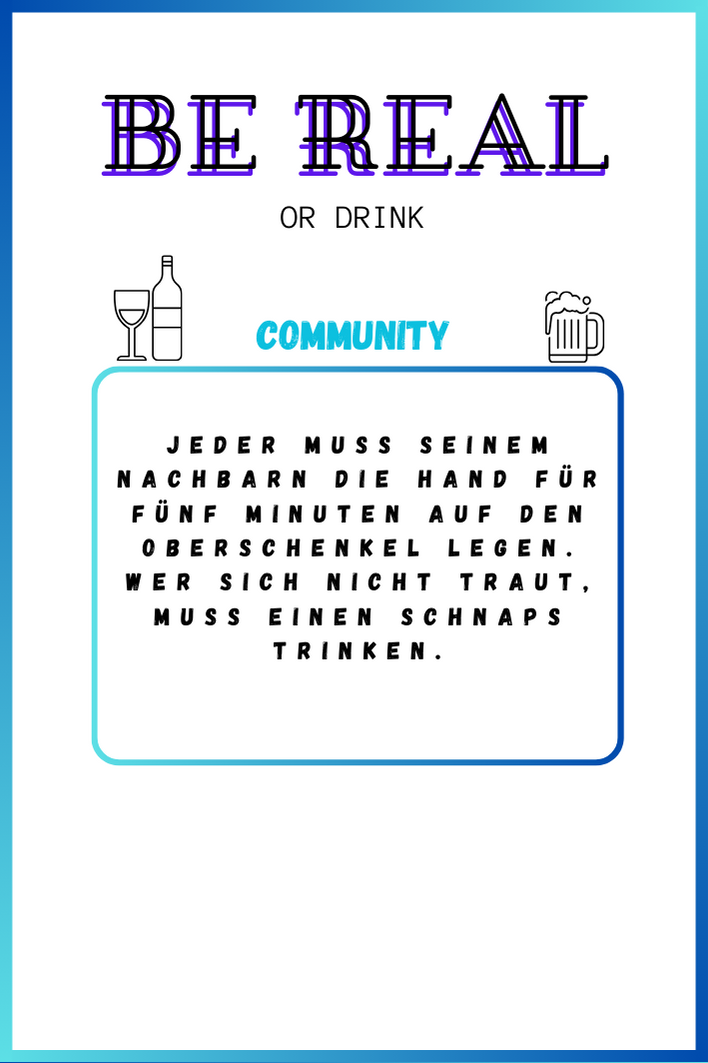 BE REAL
OR DRINK
COMMUNITY
JEDER MUSS SEINEM
NACHBARN DIE HAND FÜR
FÜNF MINUTEN AUF DEN
OBERSCHENKEL LEGEN.
WER SICH NICHT TRAUT,
MUSS EINEN SCHNAPS
TRINKEN.